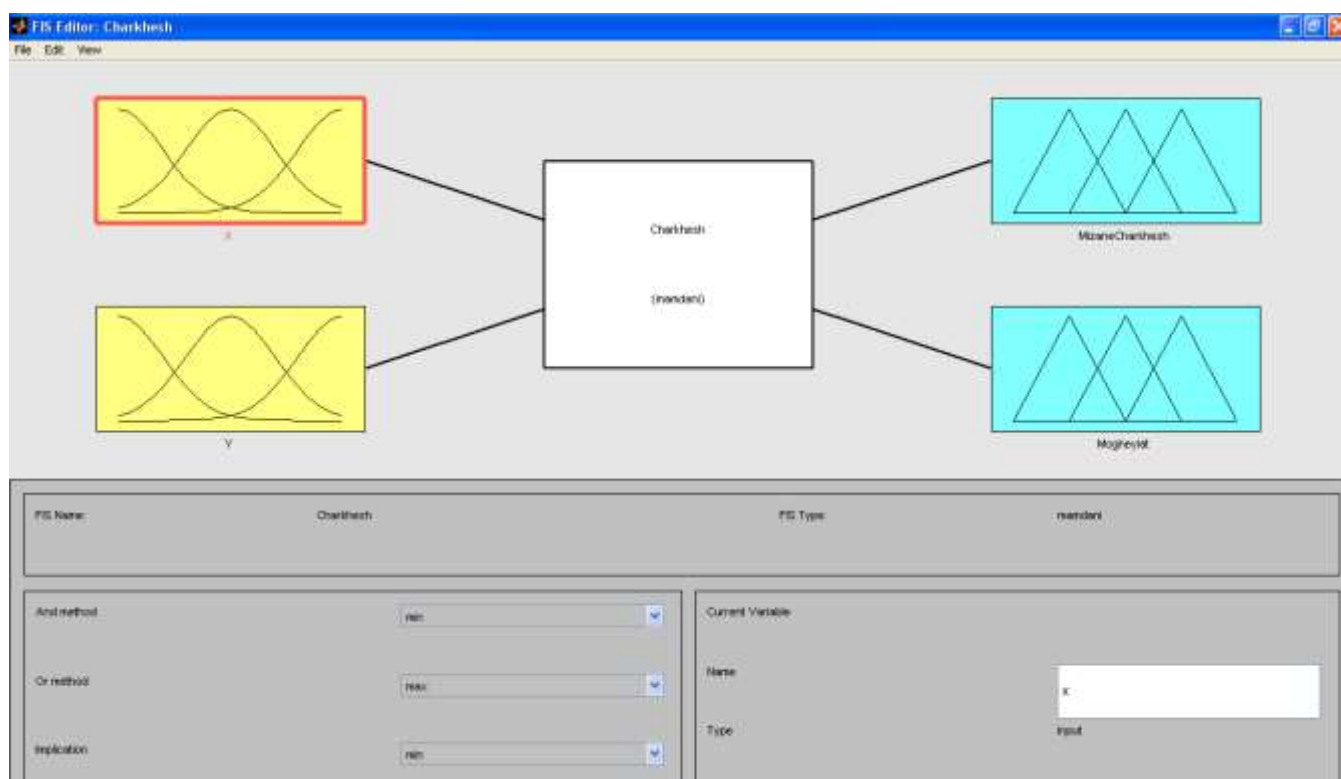 FIS Editor: Charkhesh
File Edit View
X
MizaneCharkhesh
Charkhesh
(mamdani)
Y
Mogheviat
FIS Name: Charkhesh FIS Type: mamdani
And method min Current Variable
Or method max Name X
Type input
Implication min